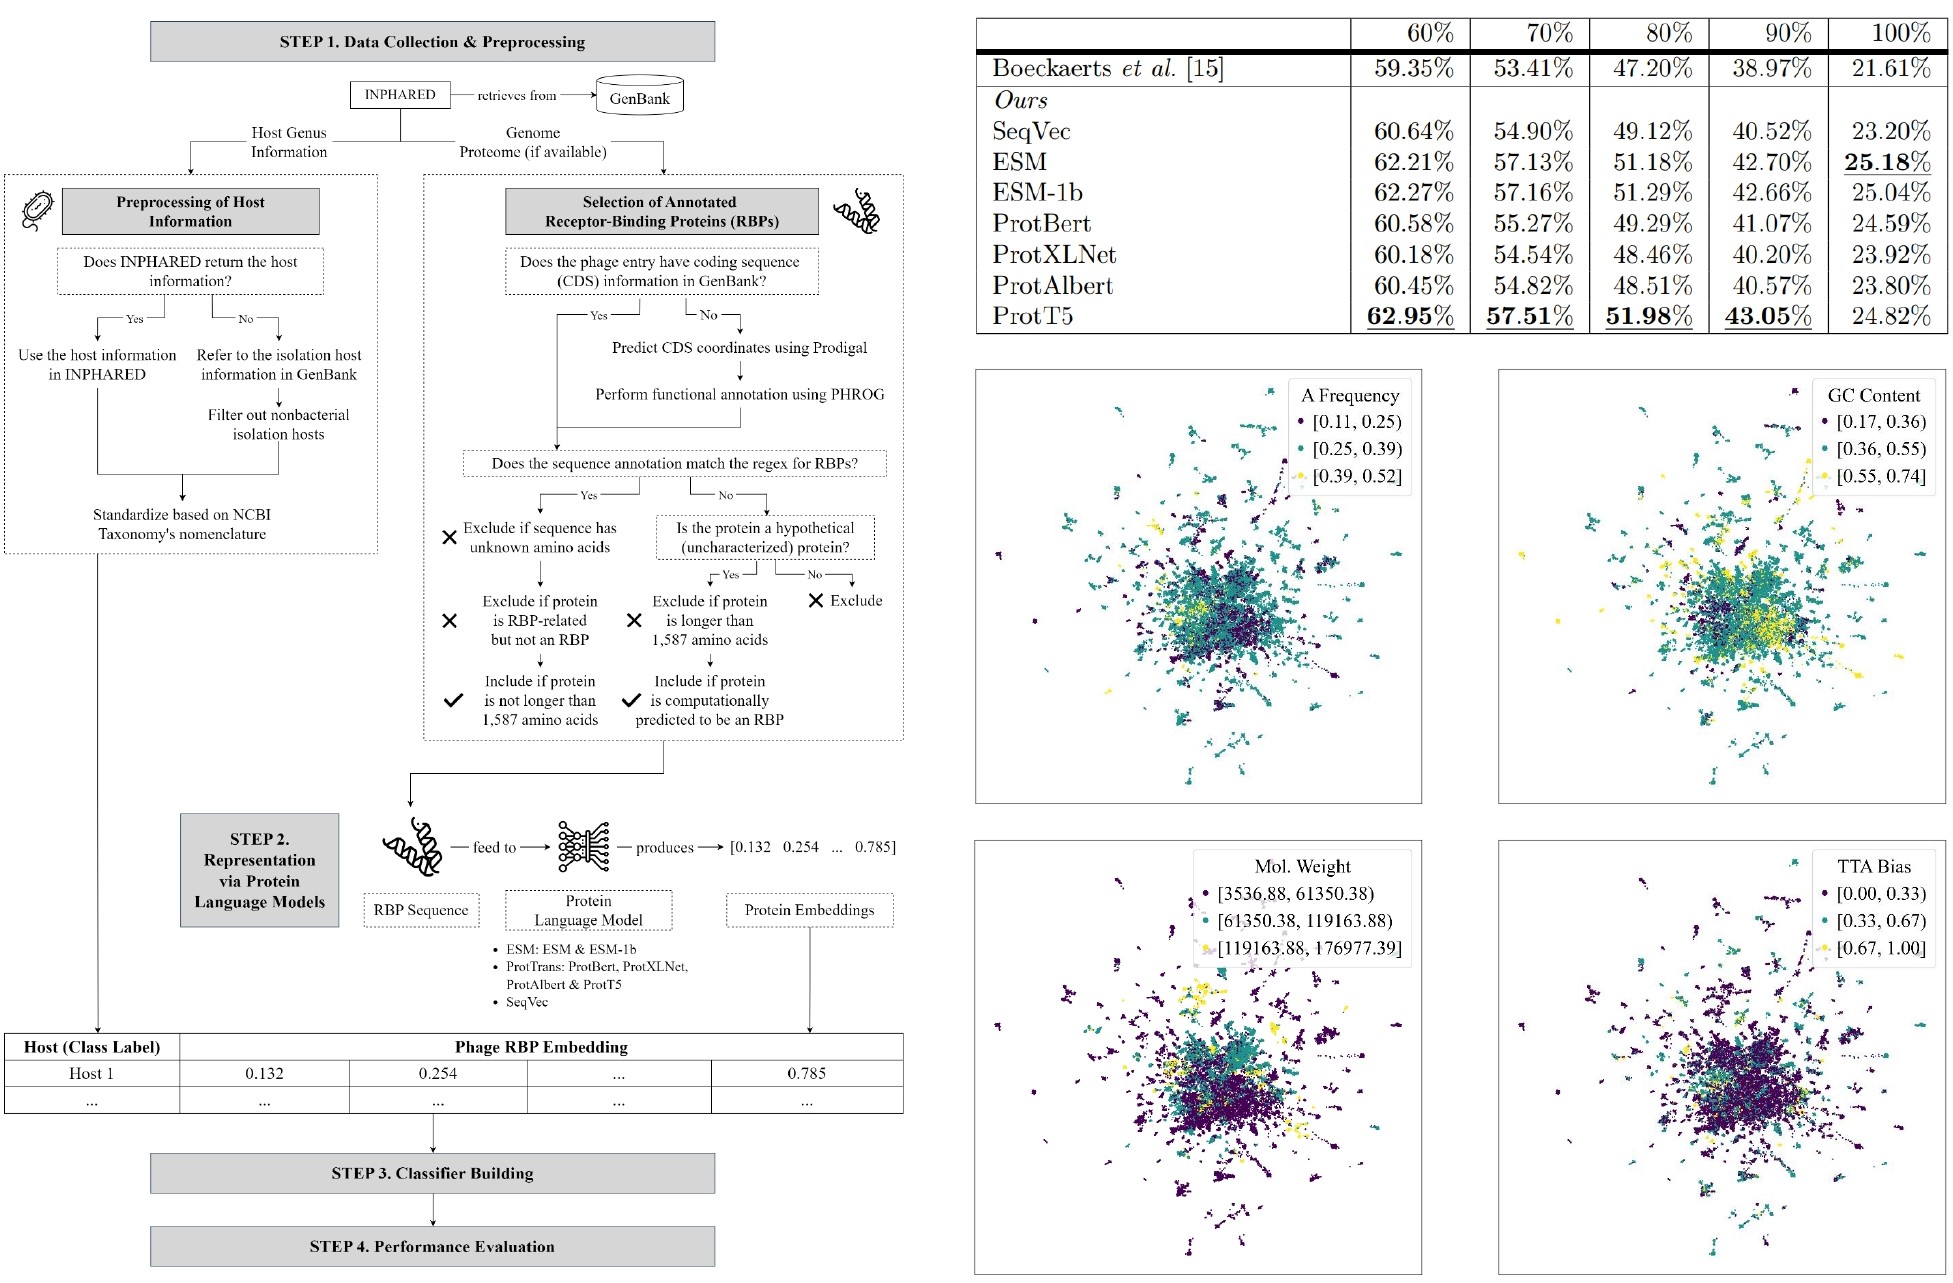 STEP 1. Data Collection & Preprocessing
INPHARED
retrieves from
GenBank
Host Genus
Information
Genome
Proteome (if available)
Preprocessing of Host
Information
Does INPHARED return the host
information?
Yes
No
Use the host information
in INPHARED
Refer to the isolation host
information in GenBank
Filter out nonbacterial
isolation hosts
Standardize based on NCBI
Taxonomy's nomenclature
Selection of Annotated
Receptor-Binding Proteins (RBPs)
Does the phage entry have coding sequence
(CDS) information in GenBank?
Yes
No
Predict CDS coordinates using Prodigal
Perform functional annotation using PHROG
Does the sequence annotation match the regex for RBPs?
Yes
No
Exclude if sequence has
unknown amino acids
Is the protein a hypothetical
(uncharacterized) protein?
Yes
No
Exclude if protein
is RBP-related
but not an RBP
Exclude if protein
is longer than
1,587 amino acids
Exclude
Include if protein
is not longer than
1,587 amino acids
Include if protein
is computationally
predicted to be an RBP
STEP 2.
Representation
via Protein
Language Models
feed to
produces
[0.132 0.254 ... 0.785]
RBP Sequence
Protein
Language Model
Protein Embeddings
• ESM: ESM & ESM-1b
• ProtTrans: ProtBert, ProtXLNet,
ProtAlbert & ProtT5
• SeqVec
Host (Class Label) Phage RBP Embedding
Host 1 0.132 0.254 ... 0.785
... ... ... ... ...
STEP 3. Classifier Building
STEP 4. Performance Evaluation
60% 70% 80% 90% 100%
Boeckaerts et al. [15] 59.35% 53.41% 47.20% 38.97% 21.61%
Ours
SeqVec 60.64% 54.90% 49.12% 40.52% 23.20%
ESM 62.21% 57.13% 51.18% 42.70% 25.18%
ESM-1b 62.27% 57.16% 51.29% 42.66% 25.04%
ProtBert 60.58% 55.27% 49.29% 41.07% 24.59%
ProtXLNet 60.18% 54.54% 48.46% 40.20% 23.92%
ProtAlbert 60.45% 54.82% 48.51% 40.57% 23.80%
ProtT5 62.95% 57.51% 51.98% 43.05% 24.82%
A Frequency
[0.11, 0.25)
[0.25, 0.39)
[0.39, 0.52]
GC Content
[0.17, 0.36)
[0.36, 0.55)
[0.55, 0.74]
Mol. Weight
[3536.88, 61350.38)
[61350.38, 119163.88)
[119163.88, 176977.39]
TTA Bias
[0.00, 0.33)
[0.33, 0.67)
[0.67, 1.00]